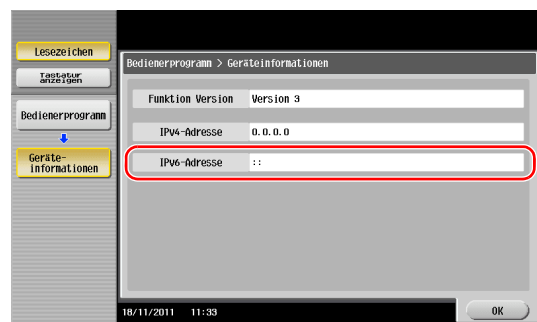 Lesezeichen
Tastatur
anzeigen
Bedienerprogramm
Geräte-
informationen
Bedienerprogramm > Geräteinformationen
Funktion Version Version 3
IPv4-Adresse 0.0.0.0
IPv6-Adresse ::
18/11/2011 11:33
OK